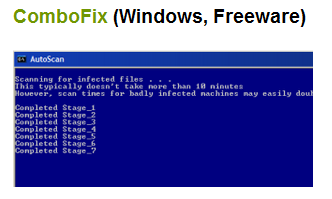 ComboFix (Windows, Freeware)
AutoScan
Scanning for infected files . . .
This typically doesn't take more than 10 minutes
However, scan times for badly infected machines may easily doub
Completed Stage_1
Completed Stage_2
Completed Stage_3
Completed Stage_4
Completed Stage_5
Completed Stage_6
Completed Stage_7